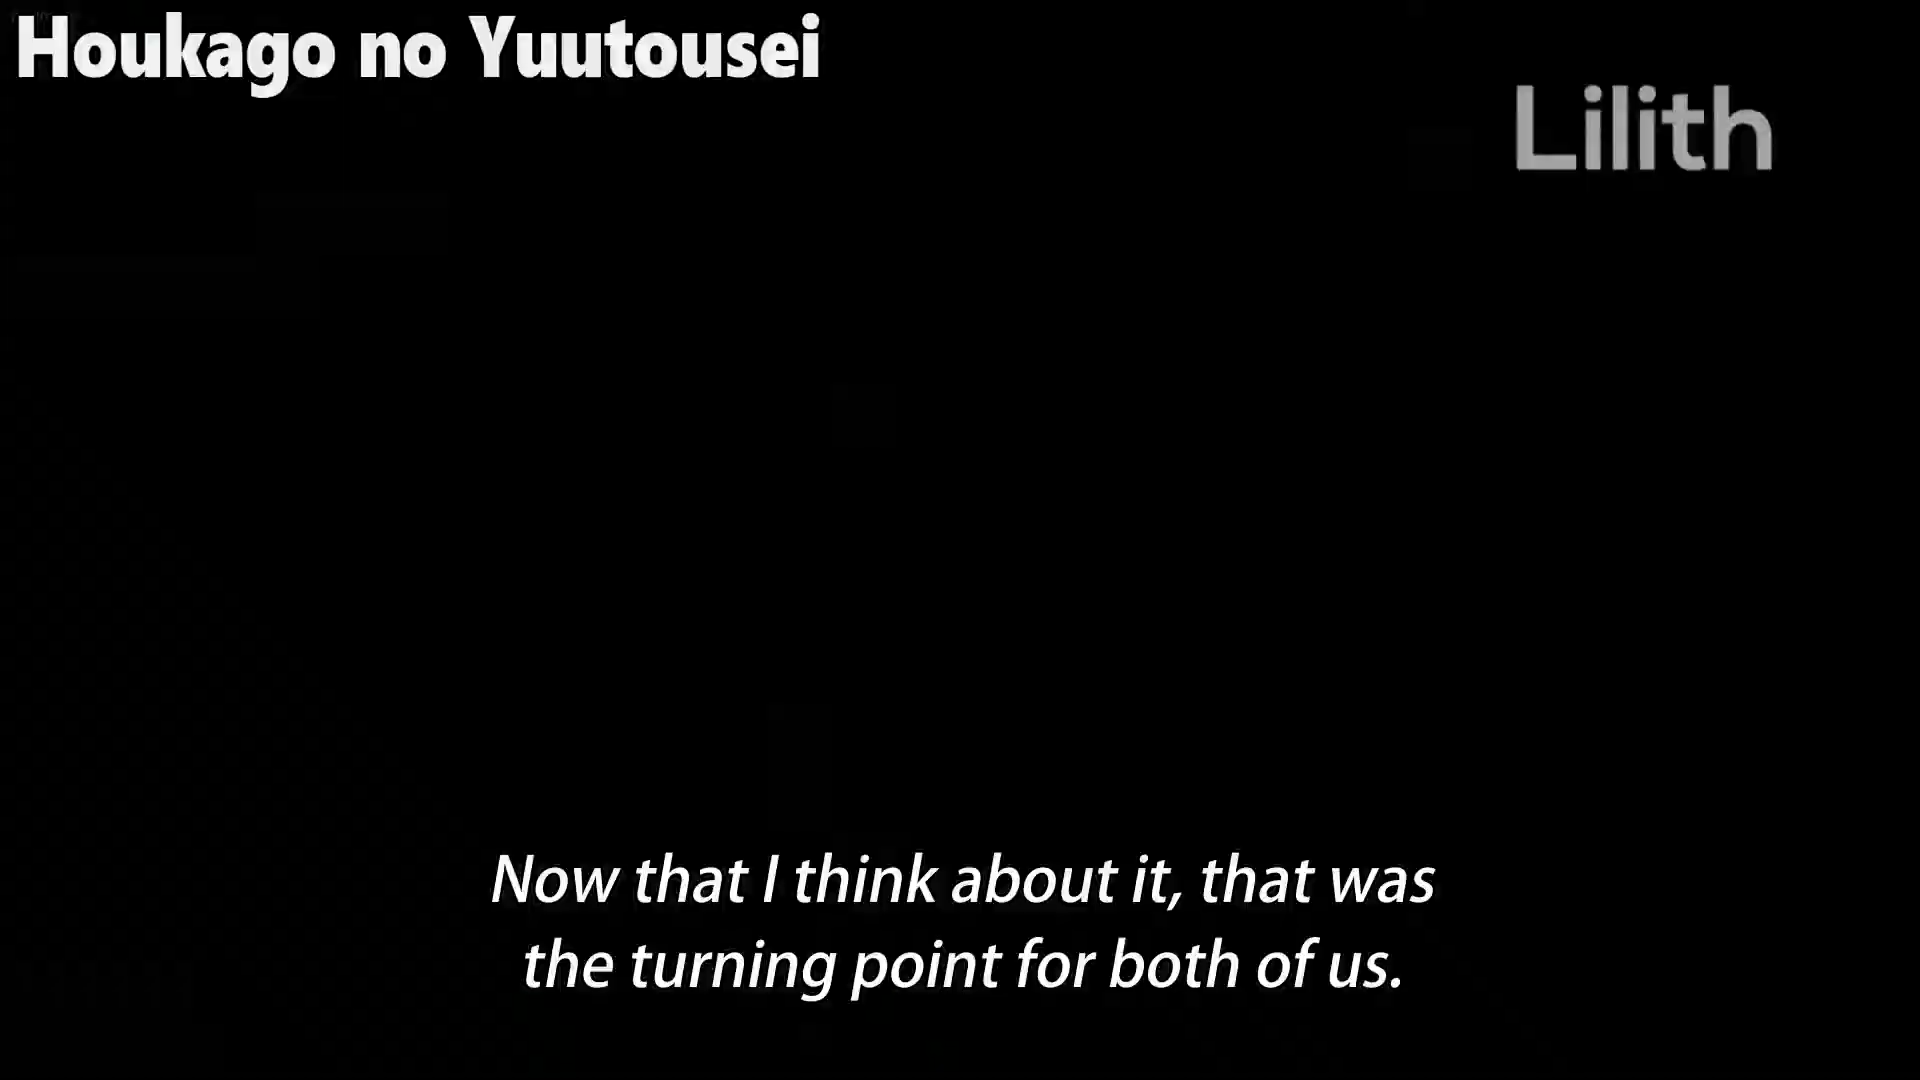 Houkago no Yuutousei
Lilith
Now that I think about it, that was
the turning point for both of us.